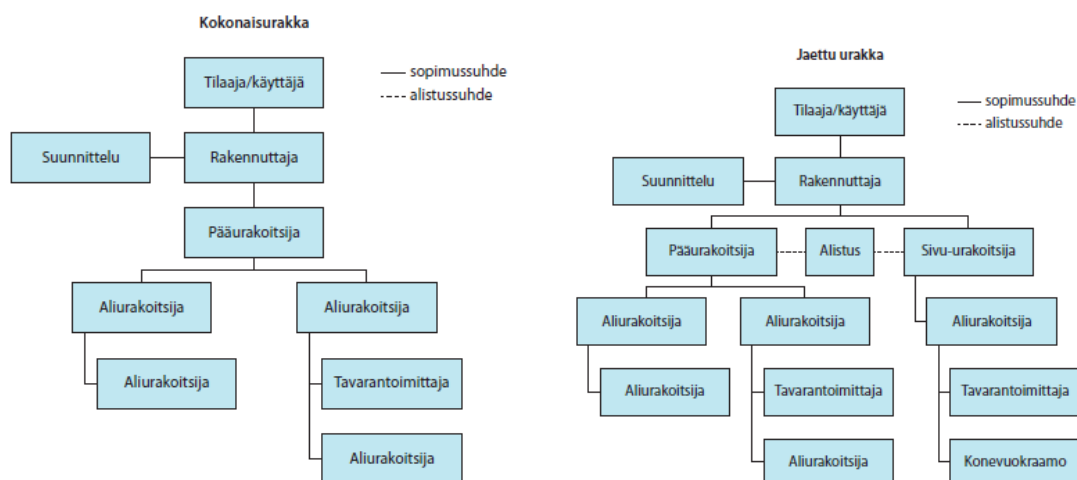 Kokonaisurakka
Tilaaja/käyttäjä
sopimussuhde
alistussuhde
Suunnittelu
Rakennuttaja
Pääurakoitsija
Aliurakoitsija
Aliurakoitsija
Aliurakoitsija
Tavarantoimittaja
Aliurakoitsija
Jaettu urakka
Tilaaja/käyttäjä
sopimussuhde
alistussuhde
Suunnittelu
Rakennuttaja
Pääurakoitsija
Alistus
Sivu-urakoitsija
Aliurakoitsija
Aliurakoitsija
Aliurakoitsija
Aliurakoitsija
Tavarantoimittaja
Tavarantoimittaja
Aliurakoitsija
Konevuokraamo